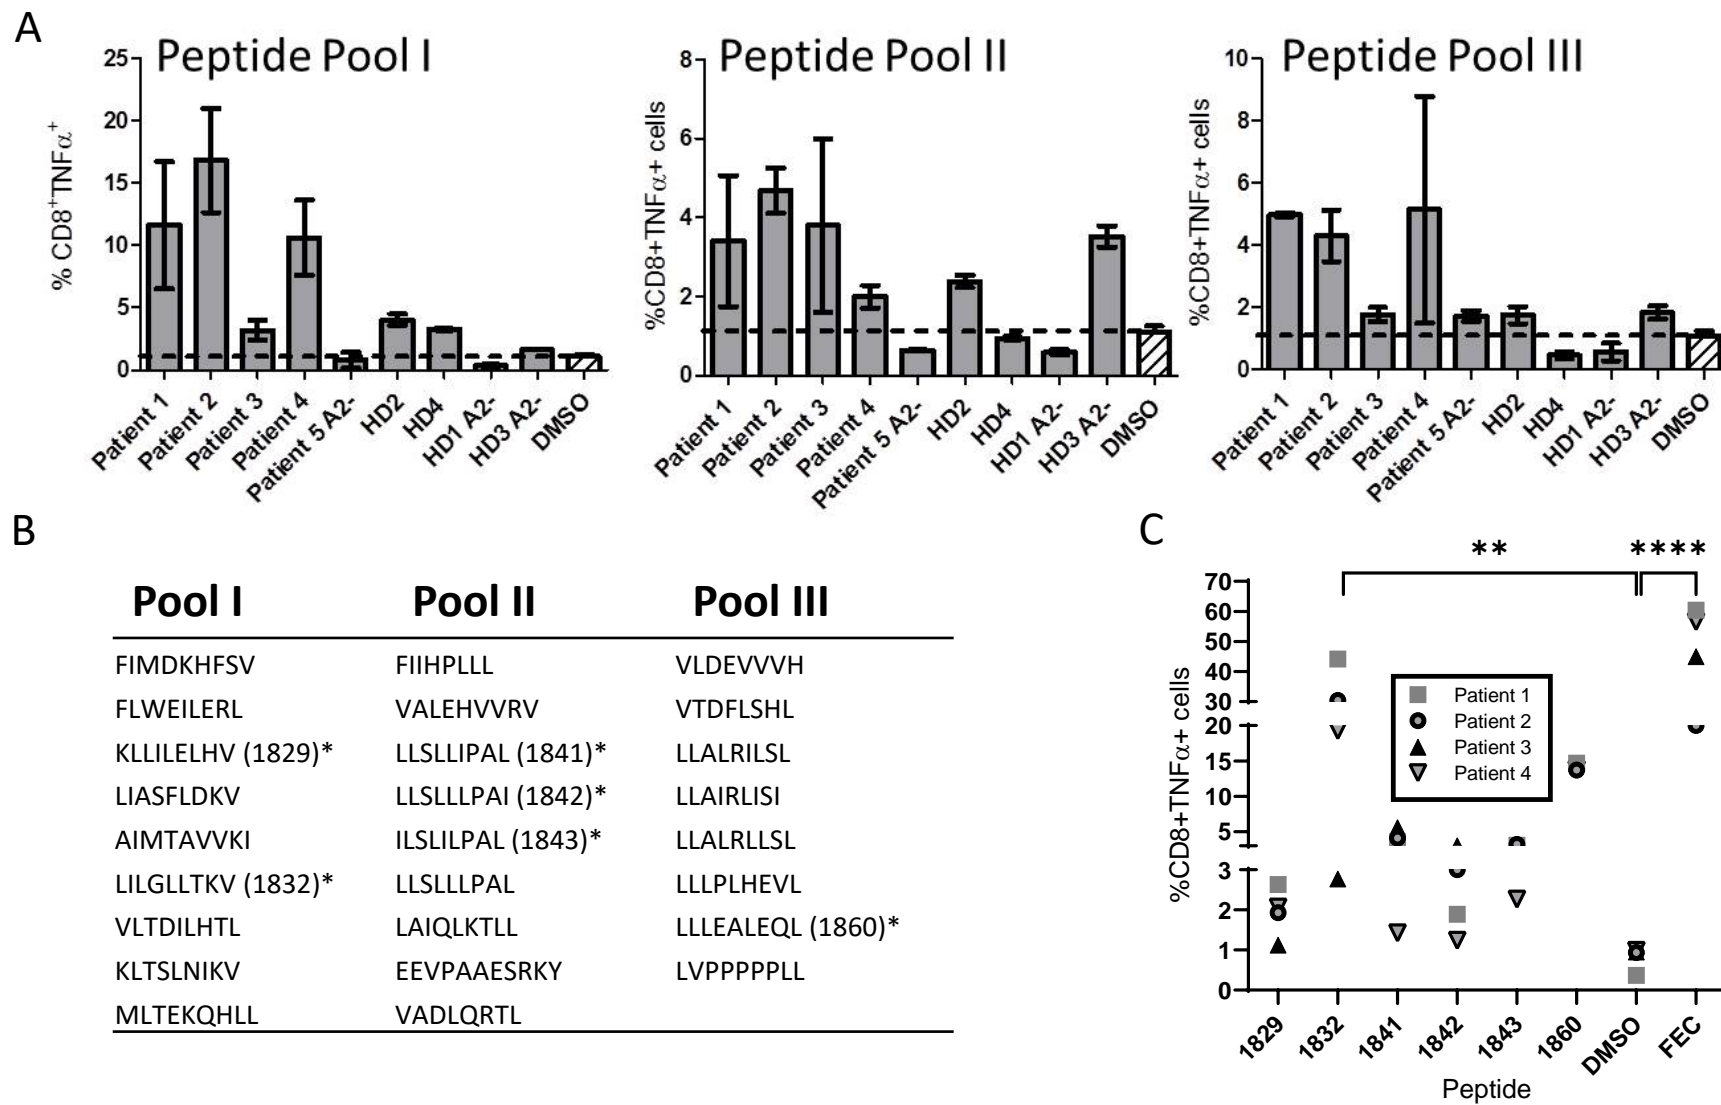 A
Peptide Pool I
% CD8+TNFα+
25
20
15
10
5
0
Patient 1
Patient 2
Patient 3
Patient 4
Patient 5 A2-
HD2
HD4
HD1 A2-
HD3 A2-
DMSO
Peptide Pool II
%CD8+TNFα+ cells
8
6
4
2
0
Patient 1
Patient 2
Patient 3
Patient 4
Patient 5 A2-
HD2
HD4
HD1 A2-
HD3 A2-
DMSO
Peptide Pool III
%CD8+TNFα+ cells
10
8
6
4
2
0
Patient 1
Patient 2
Patient 3
Patient 4
Patient 5 A2-
HD2
HD4
HD1 A2-
HD3 A2-
DMSO
B
Pool I Pool II Pool III
FIMDKHFSV FIIHPLLL VLDEVVVH
FLWEILERL VALEHVVRV VTDFLSHL
KLLILELHV (1829)* LLSLLIPAL (1841)* LLALRILSL
LIASFLDKV LLSLLLPAI (1842)* LLAIRLISI
AIMTAVVKI ILSLILPAL (1843)* LLALRLLSL
LILGLLTKV (1832)* LLSLLLPAL LLLPLHEVL
VLTDILHTL LAIQLKTLL LLLEALEQL (1860)*
KLTSLNIKV EEVPAAESRKY LVPPPPPLL
MLTEKQHLL VADLQRTL
C
** ****
%CD8+TNFα+ cells
70
60
50
40
30
20
15
10
5
3
2
1
0
Patient 1
Patient 2
Patient 3
Patient 4
1829
1832
1841
1842
1843
1860
DMSO
FEC
Peptide